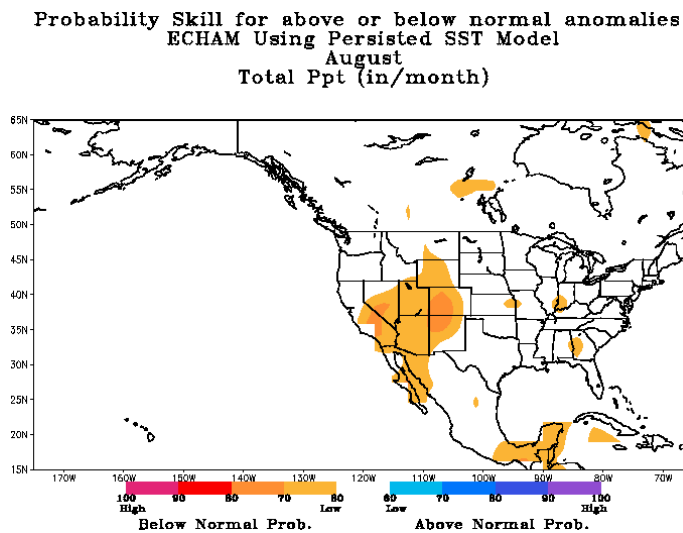 Probability Skill for above or below normal anomalies
ECHAM Using Persisted SST Model
August
Total Ppt (in/month)
65N
60N
55N
50N
45N
40N
35N
30N
25N
20N
15N
170W 160W 150W 140W 130W 120W 110W 100W 90W 80W 70W
100 90 80 70 80 60 70 80 90 100
High Low Low High
Below Normal Prob. Above Normal Prob.